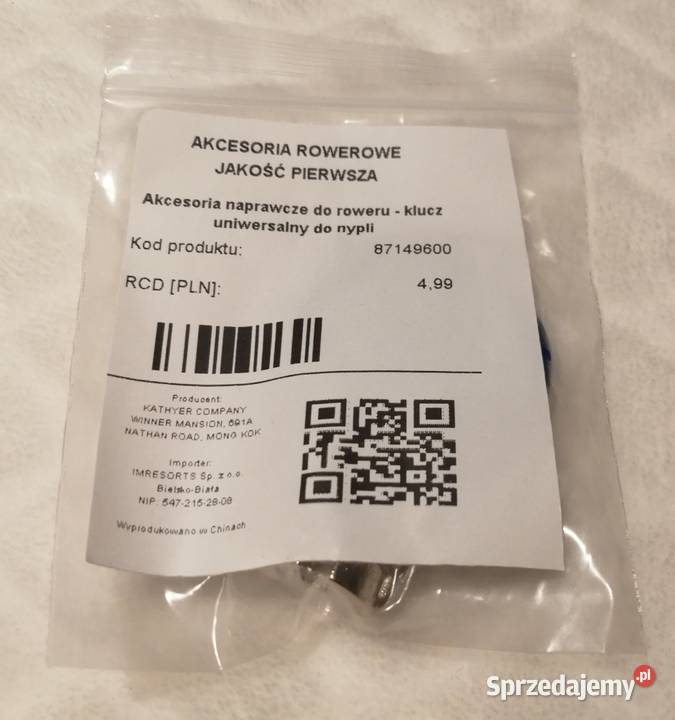 AKCESORIA ROWEROWE
JAKOŚĆ PIERWSZA
Akcesoria naprawcze do roweru - klucz
uniwersalny do nypli
Kod produktu: 87149600
RCD [PLN]: 4,99
Producent:
KATHYER COMPANY
WINNER MANSION, 691A
NATHAN ROAD, MONG KOK
Importer:
IMRESORTS Sp. z o.o.
Bielsko-Biała
NIP: 547-215-28-08
Wyprodukowano w Chinach
Sprzedajemy.pl